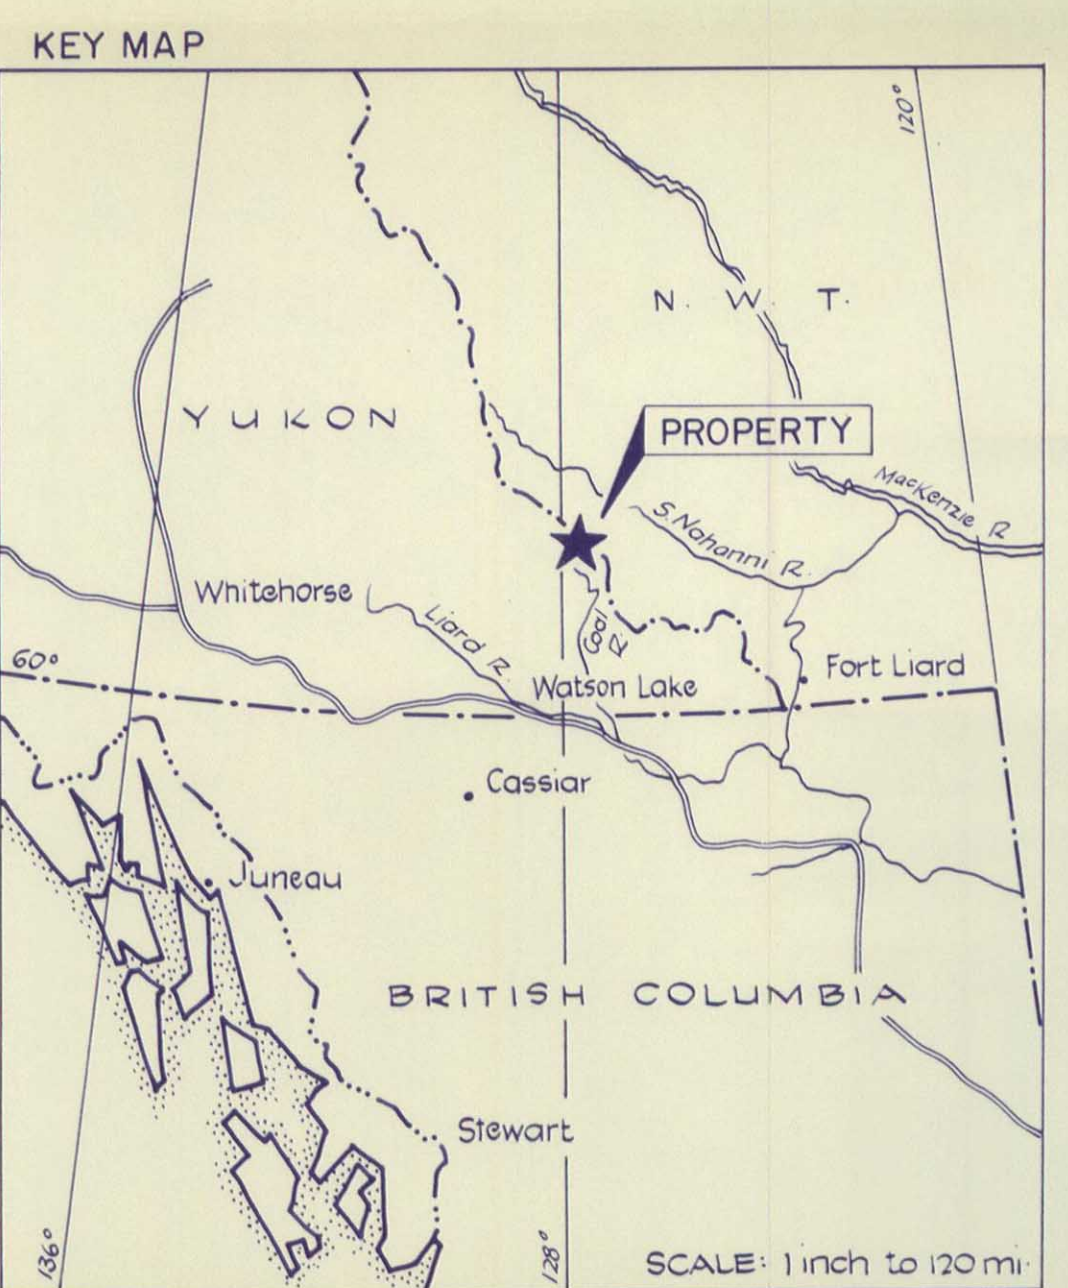 KEY MAP
120°
N. W. T.
YUKON
PROPERTY
MacKenzie R
S. Nahanni R.
Whitehorse
Liard R.
Coal R
60°
Fort Liard
Watson Lake
Cassiar
Juneau
BRITISH COLUMBIA
Stewart
136°
128°
SCALE: 1 inch to 120 mi.